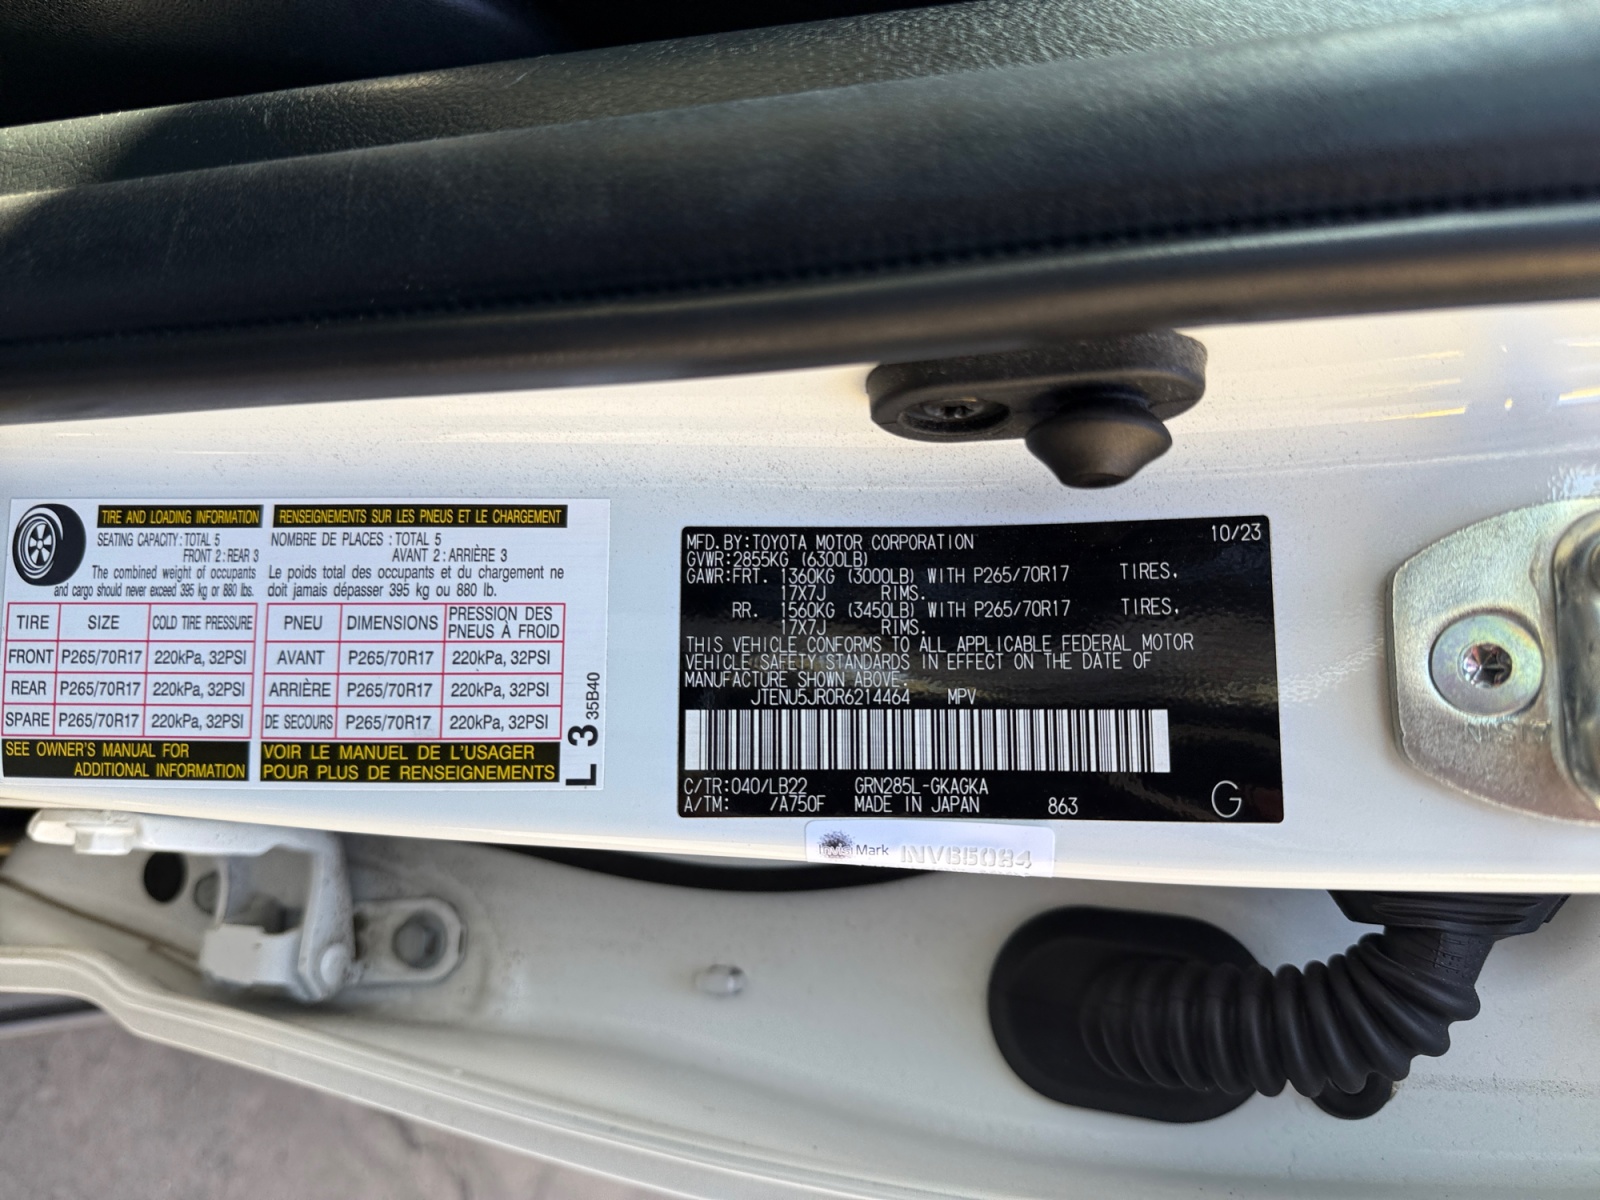 TIRE AND LOADING INFORMATION
SEATING CAPACITY: TOTAL 5
FRONT 2: REAR 3
The combined weight of occupants
and cargo should never exceed 395 kg or 880 lbs.
TIRE SIZE COLD TIRE PRESSURE
FRONT P265/70R17 220kPa, 32PSI
REAR P265/70R17 220kPa, 32PSI
SPARE P265/70R17 220kPa, 32PSI
SEE OWNER'S MANUAL FOR
ADDITIONAL INFORMATION
RENSEIGNEMENTS SUR LES PNEUS ET LE CHARGEMENT
NOMBRE DE PLACES : TOTAL 5
AVANT 2: ARRIÈRE 3
Le poids total des occupants et du chargement ne
doit jamais dépasser 395 kg ou 880 lb.
PNEU DIMENSIONS PRESSION DES
PNEUS À FROID
AVANT P265/70R17 220kPa, 32PSI
ARRIÈRE P265/70R17 220kPa, 32PSI
DE SECOURS P265/70R17 220kPa, 32PSI
VOIR LE MANUEL DE L'USAGER
POUR PLUS DE RENSEIGNEMENTS
L 3 35B40
MFD. BY: TOYOTA MOTOR CORPORATION 10/23
GVWR: 2855KG (6300LB)
GAWR: FRT. 1360KG (3000LB) WITH P265/70R17 TIRES,
17X7J RIMS.
RR. 1560KG (3450LB) WITH P265/70R17 TIRES,
17X7J RIMS.
THIS VEHICLE CONFORMS TO ALL APPLICABLE FEDERAL MOTOR
VEHICLE SAFETY STANDARDS IN EFFECT ON THE DATE OF
MANUFACTURE SHOWN ABOVE.
JTENU5JR0R6214464 MPV
C/TR: 040/LB22 GRN285L-GKAGKA
A/TM: /A750F MADE IN JAPAN 863 G
Mark